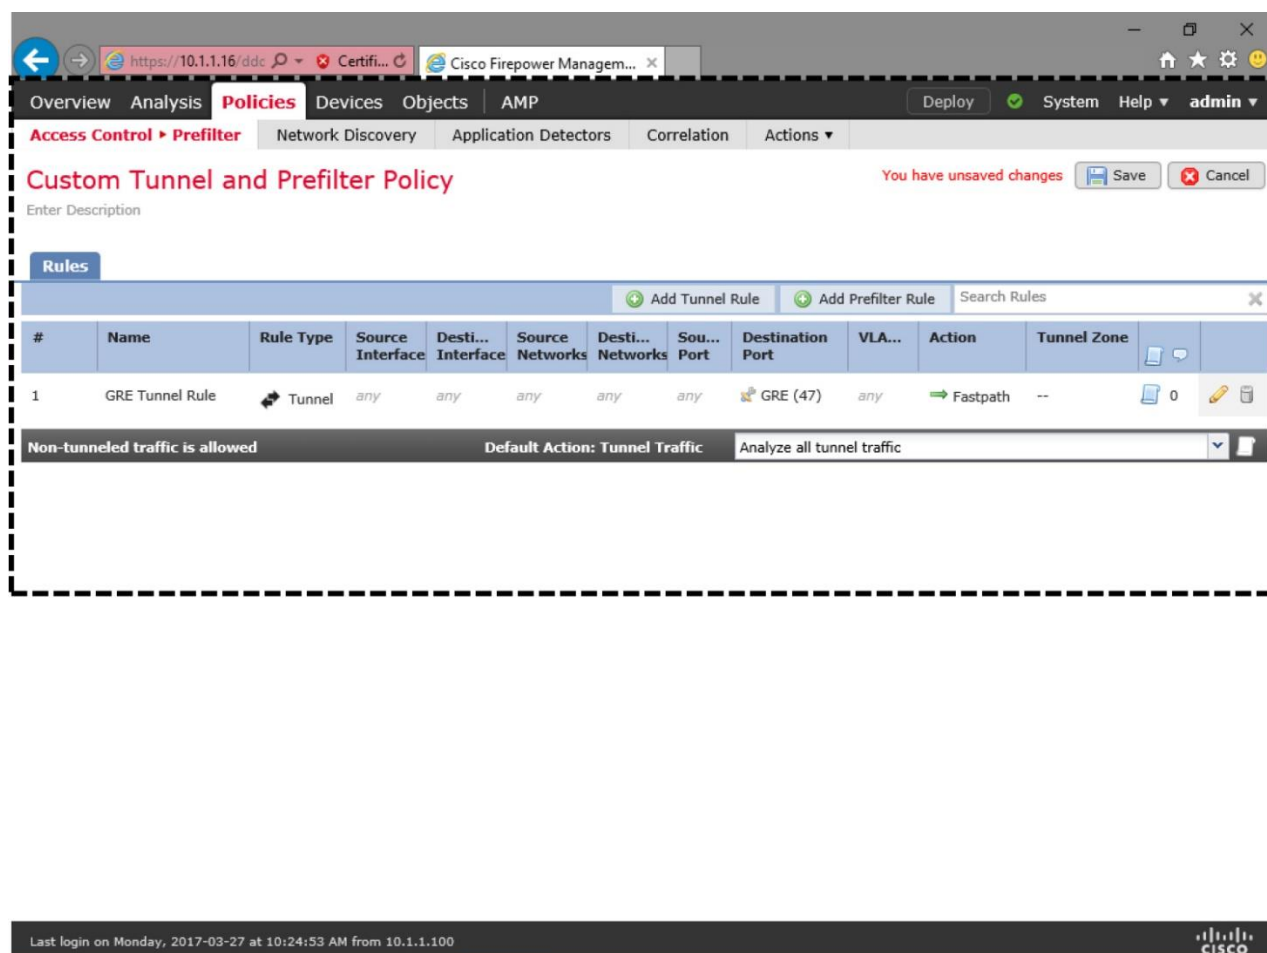 https://10.1.1.16/ddc Certifi... Cisco Firepower Managem...
Overview Analysis Policies Devices Objects AMP Deploy System Help admin
Access Control Prefilter Network Discovery Application Detectors Correlation Actions
Custom Tunnel and Prefilter Policy You have unsaved changes Save Cancel
Enter Description
Rules
Add Tunnel Rule Add Prefilter Rule Search Rules
# Name Rule Type Source Interface Desti... Interface Source Networks Desti... Networks Sou... Port Destination Port VLA... Action Tunnel Zone
1 GRE Tunnel Rule Tunnel any any any any any GRE (47) any Fastpath -- 0
Non-tunneled traffic is allowed Default Action: Tunnel Traffic Analyze all tunnel traffic
Last login on Monday, 2017-03-27 at 10:24:53 AM from 10.1.1.100
CISCO